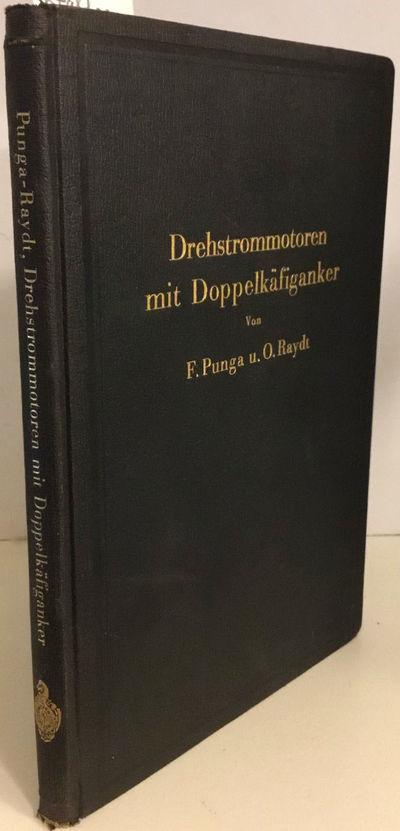 Punga-Raydt, Drehstrommotoren mit Doppelkäfiganker
Drehstrommotoren
mit Doppelkäfiganker
Von
F. Punga u. O. Raydt